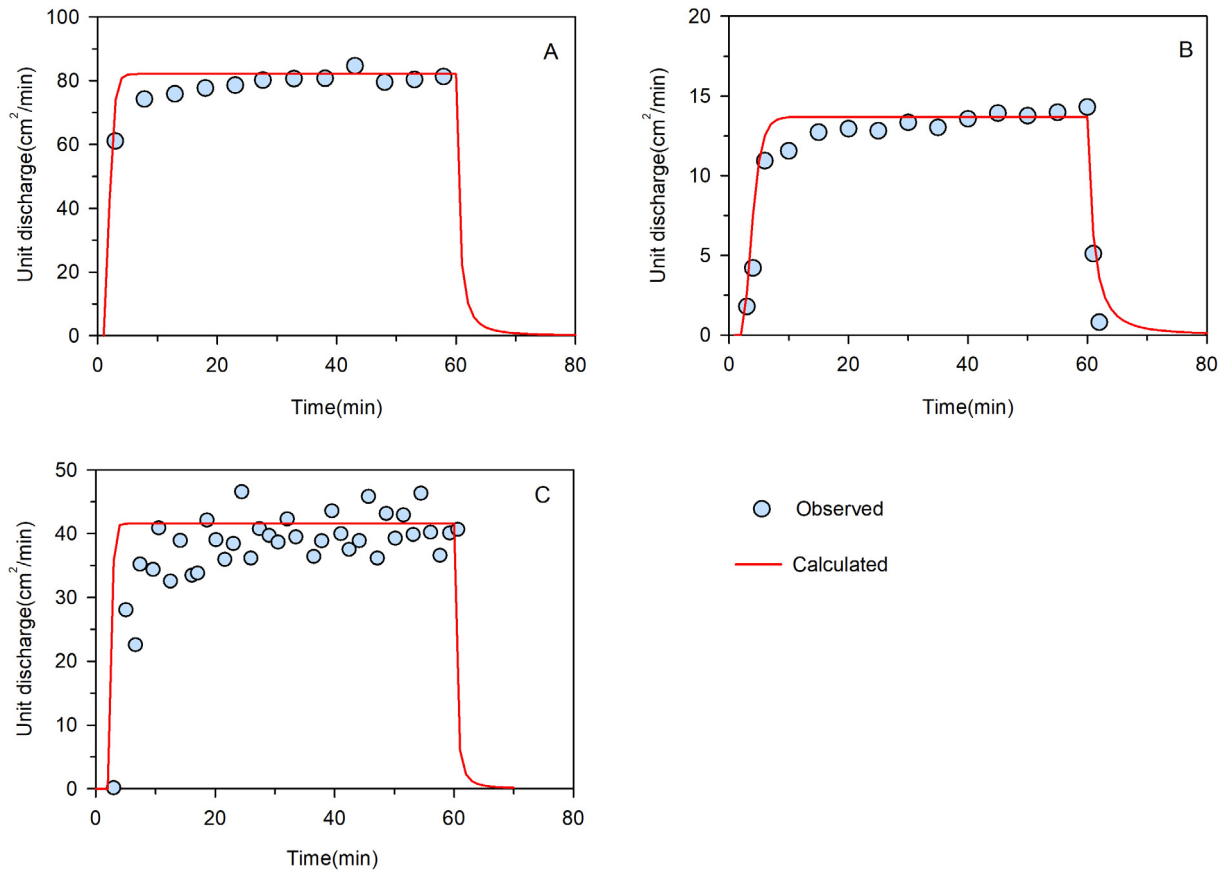 A
Unit discharge(cm²/min)
100
80
60
40
20
0
0 20 40 60 80
Time(min)
B
Unit discharge(cm²/min)
20
15
10
5
0
0 20 40 60 80
Time(min)
C
Unit discharge(cm²/min)
50
40
30
20
10
0
0 20 40 60 80
Time(min)
Observed
Calculated